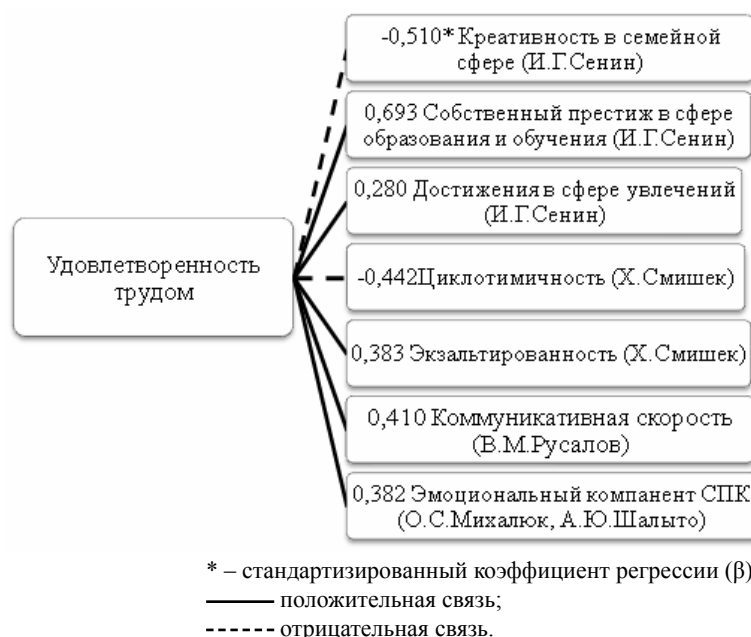 -0,510* Креативность в семейной
сфере (И.Г.Сенин)
0,693 Собственный престиж в сфере
образования и обучения (И.Г.Сенин)
0,280 Достижения в сфере увлечений
(И.Г.Сенин)
Удовлетворенность
трудом
-0,442Циклотимичность (Х.Смишек)
0,383 Экзальтированность (Х.Смишек)
0,410 Коммуникативная скорость
(В.М.Русалов)
0,382 Эмоциональный компанент СПК
(О.С.Михалюк, А.Ю.Шалыто)
* – стандартизированный коэффициент регрессии (β)
положительная связь;
отрицательная связь.